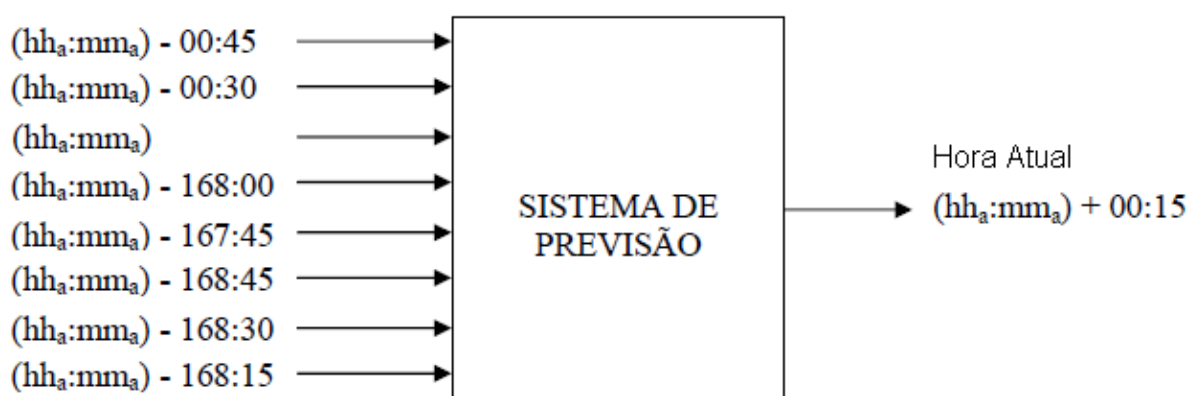 (hhₐ:mmₐ) - 00:45
(hhₐ:mmₐ) - 00:30
(hhₐ:mmₐ)
(hhₐ:mmₐ) - 168:00
(hhₐ:mmₐ) - 167:45
(hhₐ:mmₐ) - 168:45
(hhₐ:mmₐ) - 168:30
(hhₐ:mmₐ) - 168:15
SISTEMA DE
PREVISÃO
Hora Atual
(hhₐ:mmₐ) + 00:15